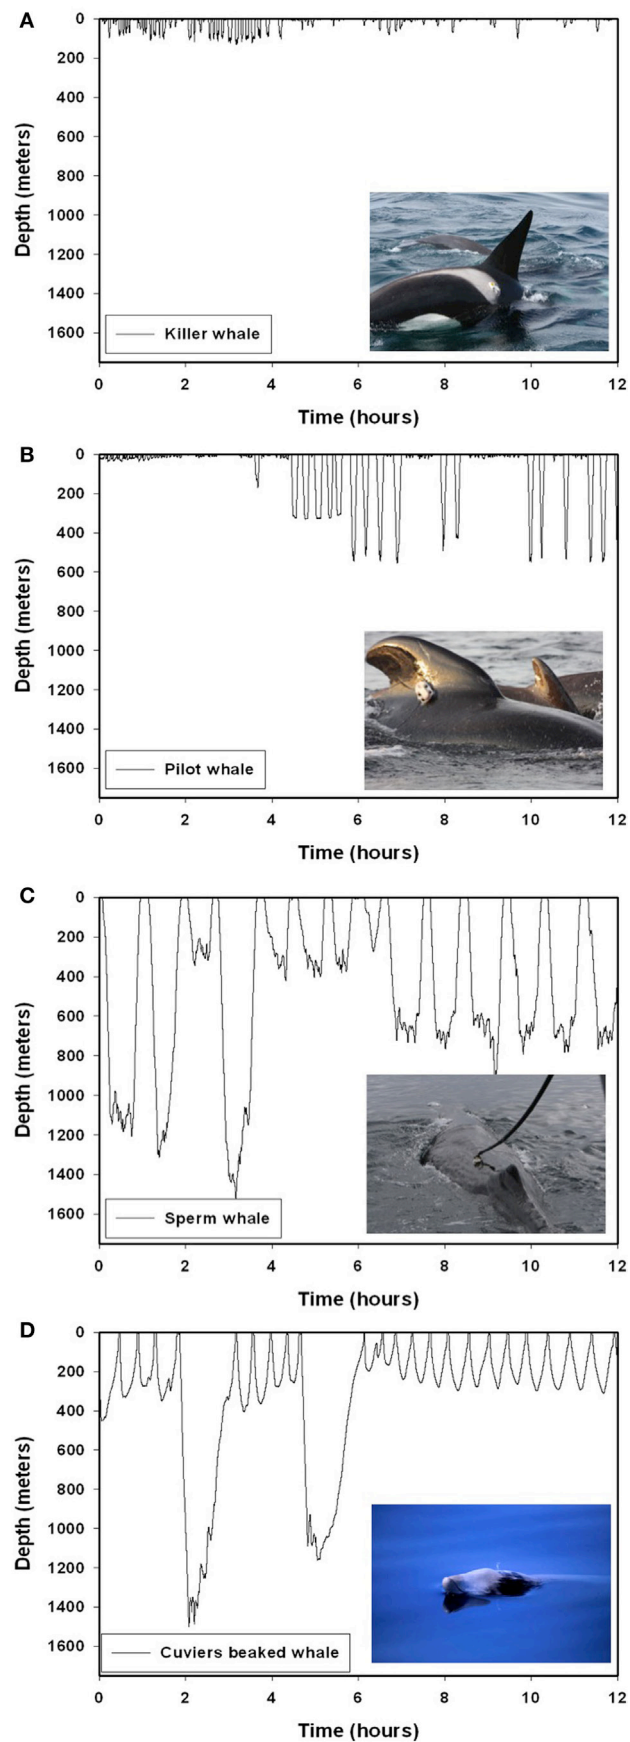 A
0
200
400
600
800
1000
1200
1400
1600
Depth (meters)
Killer whale
0 2 4 6 8 10 12
Time (hours)
B
0
200
400
600
800
1000
1200
1400
1600
Depth (meters)
Pilot whale
0 2 4 6 8 10 12
Time (hours)
C
0
200
400
600
800
1000
1200
1400
1600
Depth (meters)
Sperm whale
0 2 4 6 8 10 12
Time (hours)
D
0
200
400
600
800
1000
1200
1400
1600
Depth (meters)
Cuviers beaked whale
0 2 4 6 8 10 12
Time (hours)